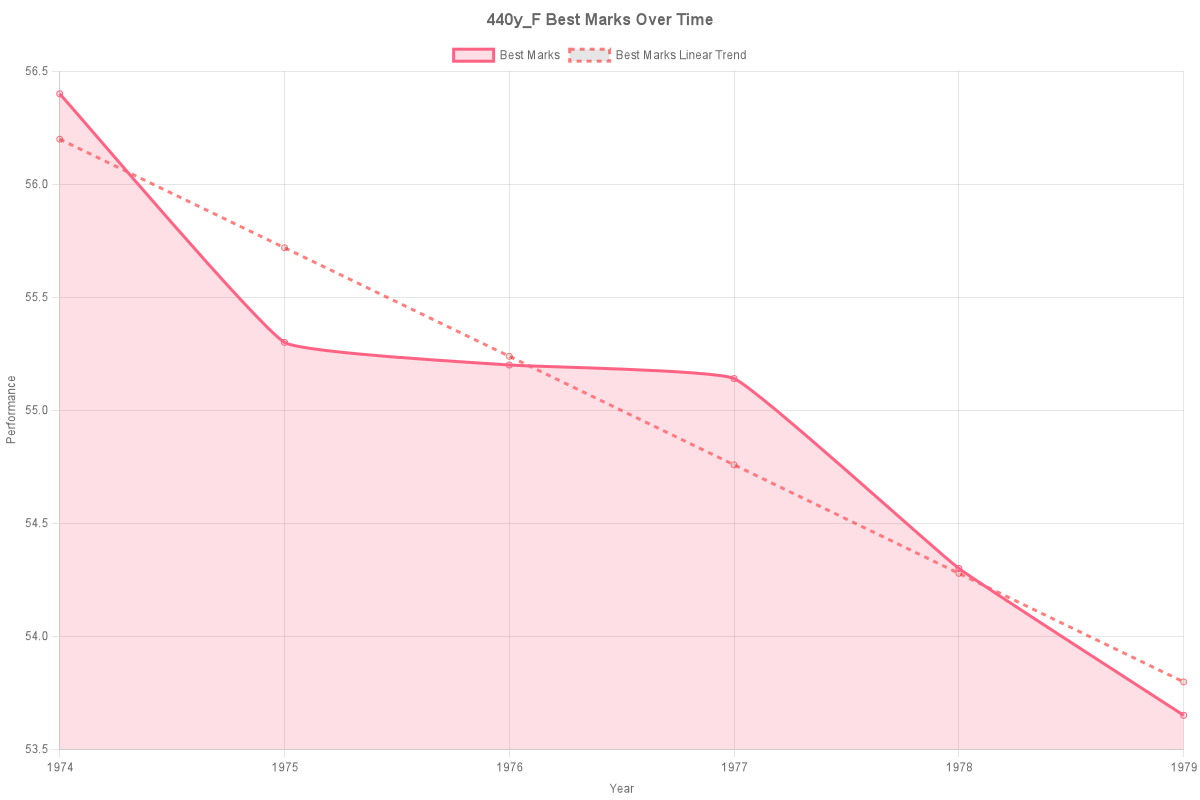 440y_F Best Marks Over Time
Best Marks
Best Marks Linear Trend
56.5
56.0
55.5
55.0
54.5
54.0
53.5
Performance
1974
1975
1976
1977
1978
1979
Year